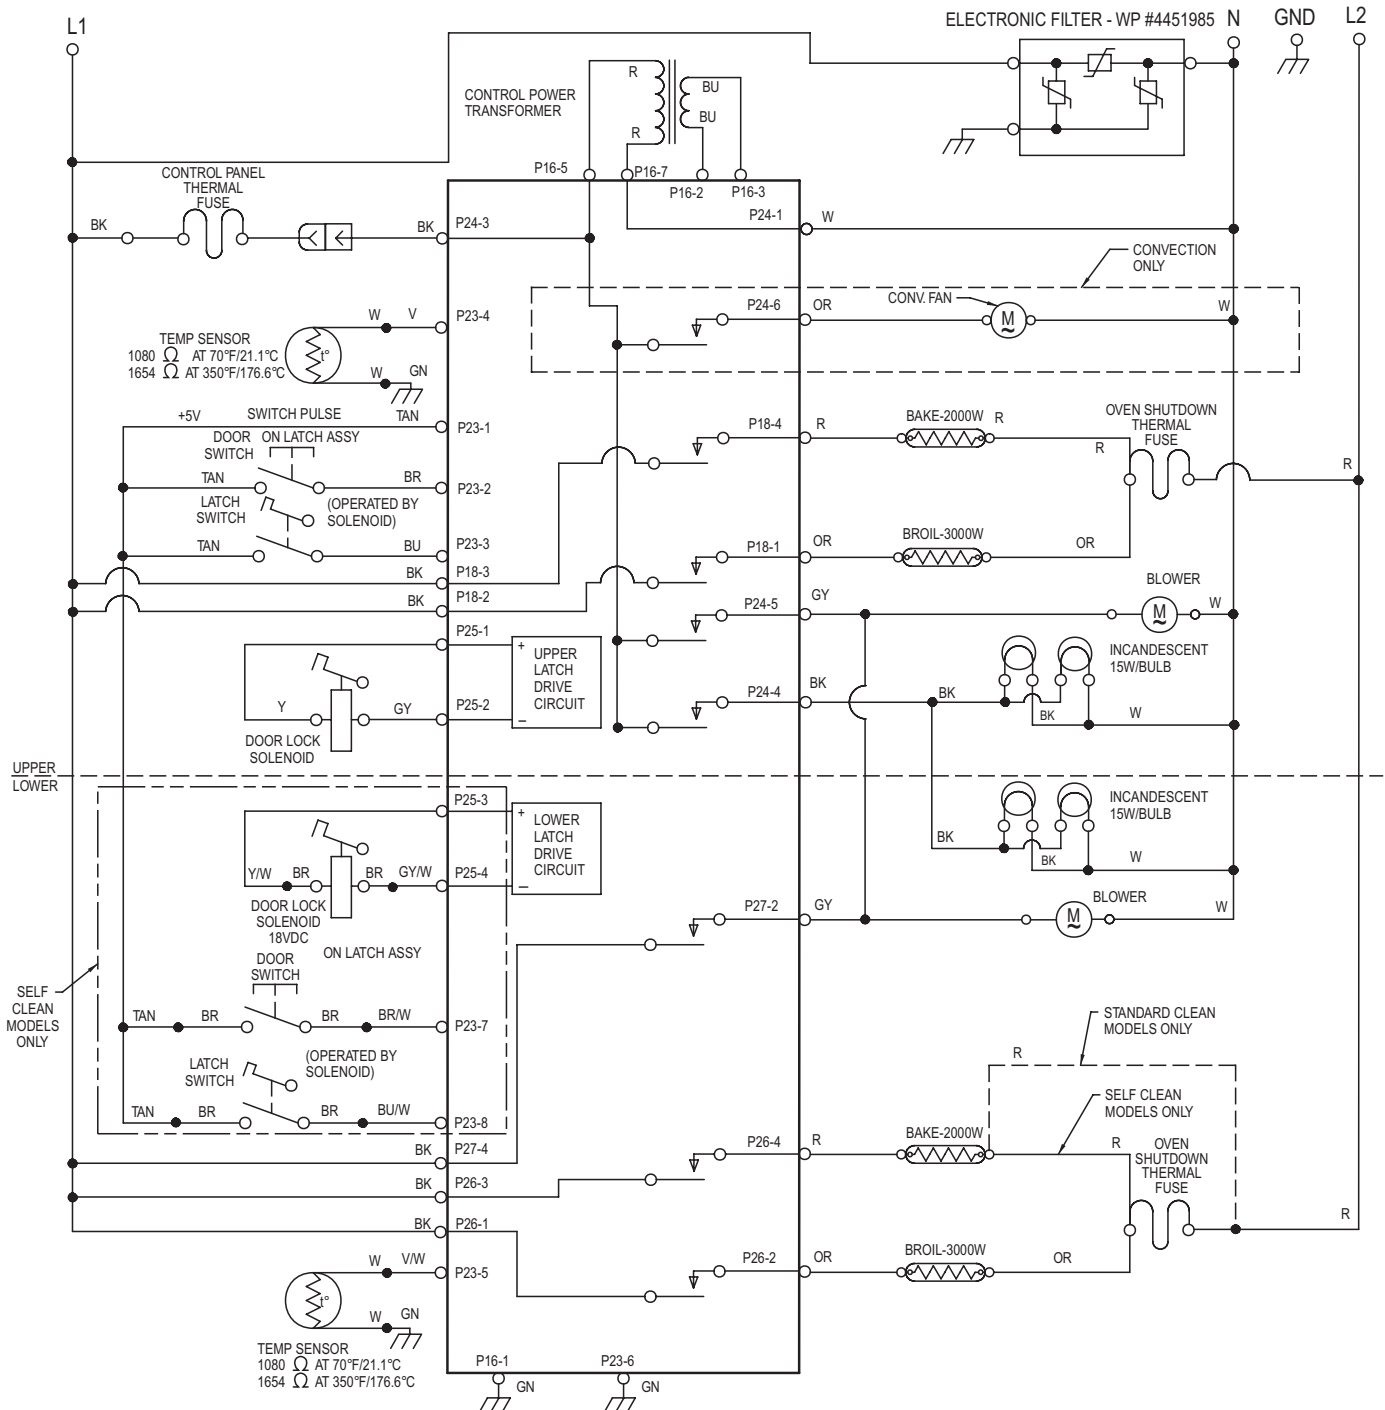 L1
ELECTRONIC FILTER - WP #4451985
N
GND
L2
CONTROL POWER
TRANSFORMER
R
R
BU
BU
P16-5
P16-7
P16-2
P16-3
CONTROL PANEL
THERMAL
FUSE
BK
BK
P24-3
P24-1
W
CONVECTION
ONLY
CONV. FAN
P24-6
OR
M
~
W
W
V
P23-4
TEMP SENSOR
1080 Ω AT 70°F/21.1°C
1654 Ω AT 350°F/176.6°C
t°
W
GN
+5V
SWITCH PULSE
TAN
P23-1
DOOR
SWITCH
ON LATCH ASSY
TAN
BR
P23-2
LATCH
SWITCH
(OPERATED BY
SOLENOID)
TAN
BU
P23-3
BK
P18-3
BK
P18-2
P18-4
R
BAKE-2000W
R
OVEN SHUTDOWN
THERMAL
FUSE
R
R
P18-1
OR
BROIL-3000W
OR
P24-5
GY
BLOWER
M
~
W
P25-1
+
UPPER
LATCH
DRIVE
CIRCUIT
–
Y
GY
P25-2
DOOR LOCK
SOLENOID
P24-4
BK
BK
INCANDESCENT
15W/BULB
BK
W
UPPER
LOWER
P25-3
+
LOWER
LATCH
DRIVE
CIRCUIT
–
Y/W
BR
BR
GY/W
P25-4
DOOR LOCK
SOLENOID
18VDC
ON LATCH ASSY
INCANDESCENT
15W/BULB
BK
BK
W
BLOWER
P27-2
GY
M
~
W
SELF
CLEAN
MODELS
ONLY
DOOR
SWITCH
TAN
BR
BR
BR/W
P23-7
LATCH
SWITCH
(OPERATED BY
SOLENOID)
TAN
BR
BR
BU/W
P23-8
BK
P27-4
BK
P26-3
BK
P26-1
STANDARD CLEAN
MODELS ONLY
R
SELF CLEAN
MODELS ONLY
P26-4
R
BAKE-2000W
R
OVEN
SHUTDOWN
THERMAL
FUSE
R
P26-2
OR
BROIL-3000W
OR
W
V/W
P23-5
t°
W
GN
TEMP SENSOR
1080 Ω AT 70°F/21.1°C
1654 Ω AT 350°F/176.6°C
P16-1
GN
P23-6
GN